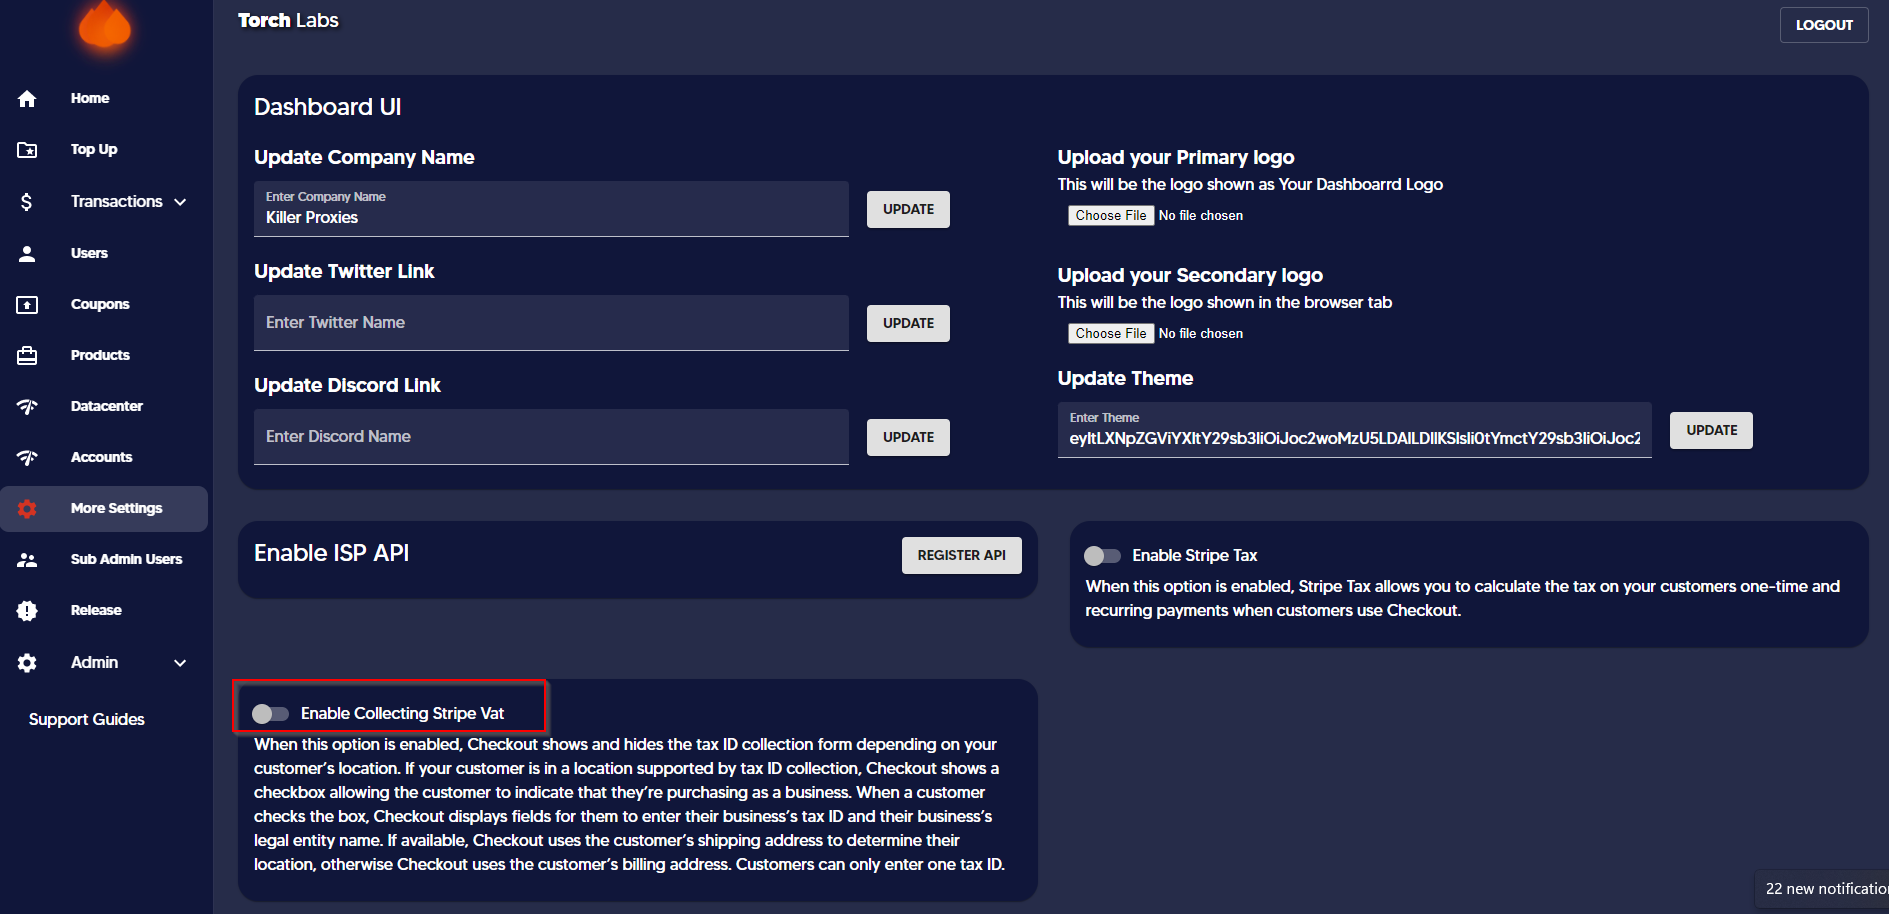 Torch Labs
LOGOUT
Home
Top Up
Transactions
Users
Coupons
Products
Datacenter
Accounts
More Settings
Sub Admin Users
Release
Admin
Support Guides
Dashboard UI
Update Company Name
Enter Company Name
Killer Proxies
UPDATE
Update Twitter Link
Enter Twitter Name
UPDATE
Update Discord Link
Enter Discord Name
UPDATE
Upload your Primary logo
This will be the logo shown as Your Dashboarrd Logo
Choose File No file chosen
Upload your Secondary logo
This will be the logo shown in the browser tab
Choose File No file chosen
Update Theme
Enter Theme
UPDATE
Enable ISP API
REGISTER API
Enable Stripe Tax
When this option is enabled, Stripe Tax allows you to calculate the tax on your customers one-time and
recurring payments when customers use Checkout.
Enable Collecting Stripe Vat
When this option is enabled, Checkout shows and hides the tax ID collection form depending on your
customer's location. If your customer is in a location supported by tax ID collection, Checkout shows a
checkbox allowing the customer to indicate that they're purchasing as a business. When a customer
checks the box, Checkout displays fields for them to enter their business's tax ID and their business's
legal entity name. If available, Checkout uses the customer's shipping address to determine their
location, otherwise Checkout uses the customer's billing address. Customers can only enter one tax ID.
22 new notification